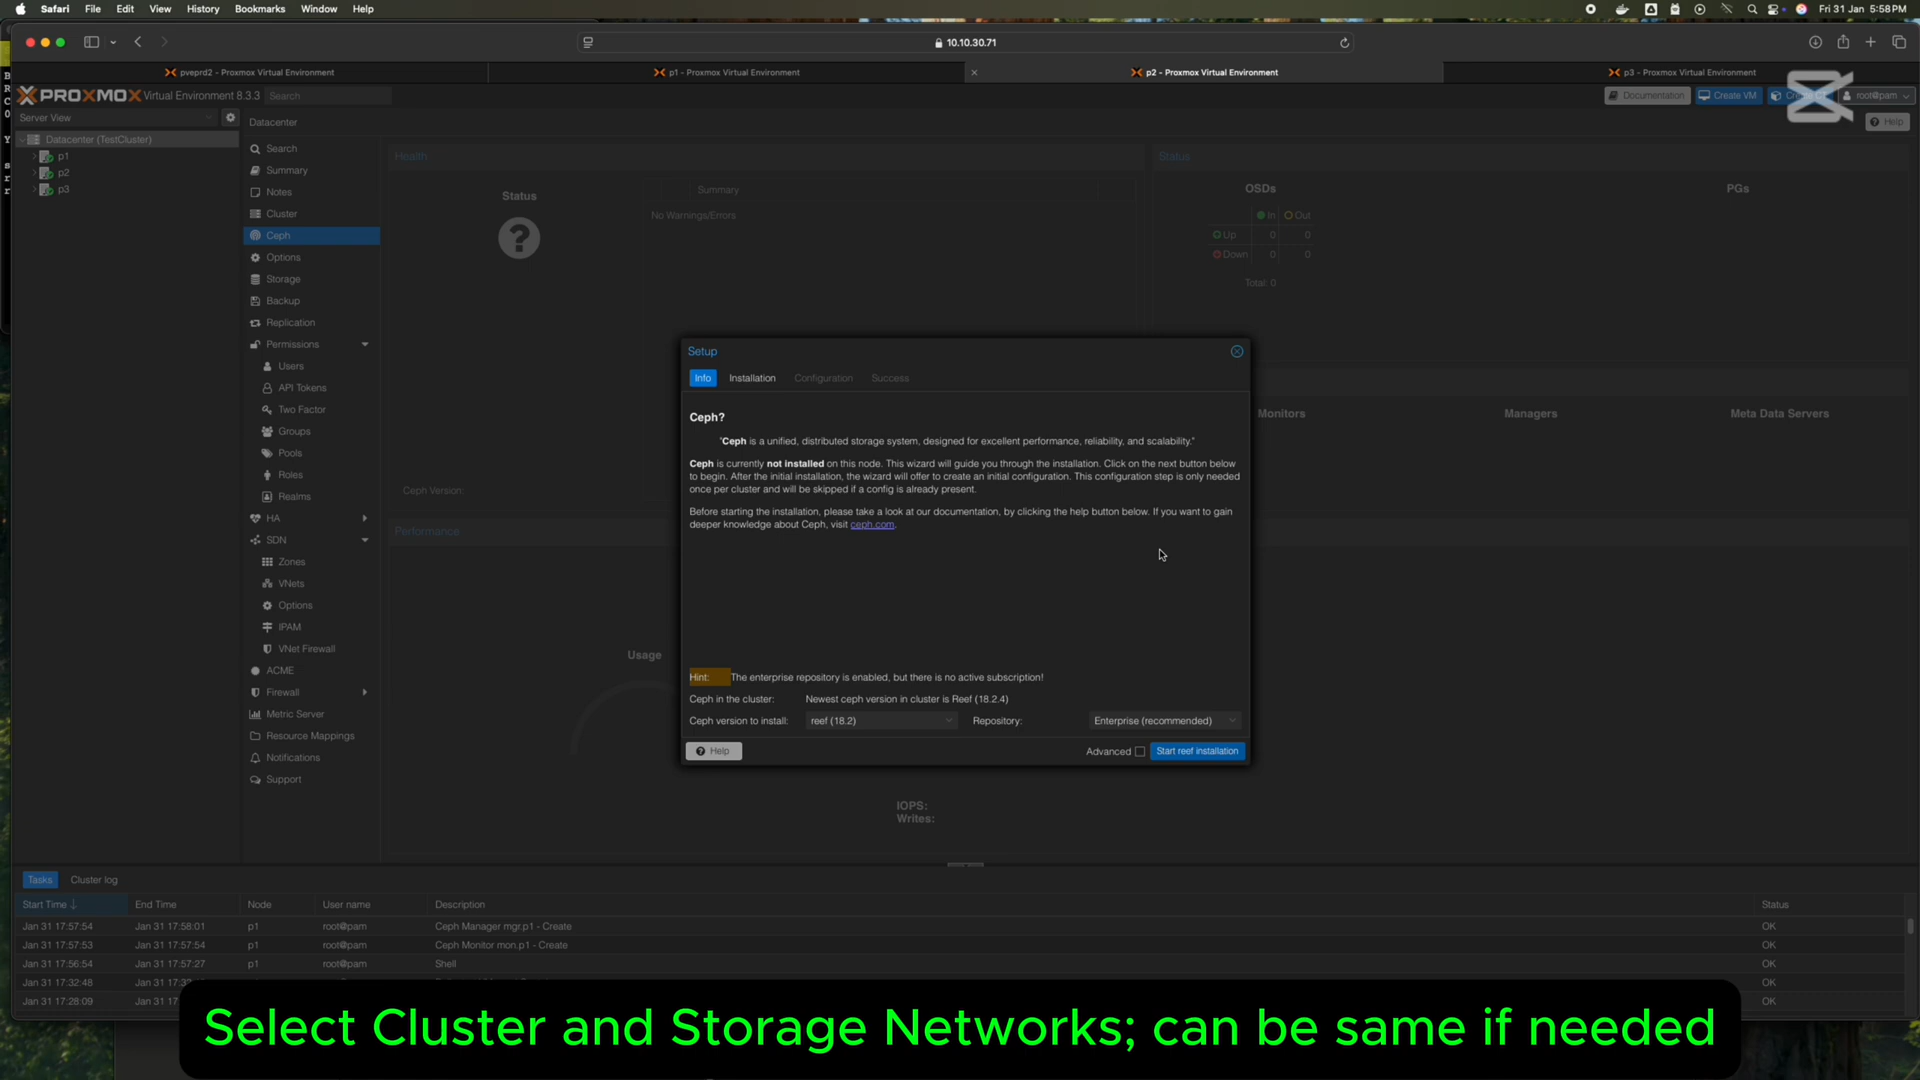 Safari File Edit View History Bookmarks Window Help
Fri 31 Jan 5:58 PM
10.10.30.71
pveprd2 - Proxmox Virtual Environment
p1 - Proxmox Virtual Environment
p2 - Proxmox Virtual Environment
p3 - Proxmox Virtual Environment
PROXMOX Virtual Environment 8.3.3 Search
Documentation Create VM root@pam
Server View
Datacenter
Help
Datacenter (TestCluster)
p1
p2
p3
Search
Summary
Notes
Cluster
Ceph
Options
Storage
Backup
Replication
Permissions
Users
API Tokens
Two Factor
Groups
Pools
Roles
Realms
HA
SDN
Zones
VNets
Options
IPAM
VNet Firewall
ACME
Firewall
Metric Server
Resource Mappings
Notifications
Support
Health
Status
Summary
No Warnings/Errors
Ceph Version:
Status
OSDs
PGs
In Out
Up 0 0
Down 0 0
Total: 0
Monitors Managers Meta Data Servers
Performance
Usage
IOPS:
Writes:
Setup
Info Installation Configuration Success
Ceph?
"Ceph is a unified, distributed storage system, designed for excellent performance, reliability, and scalability."
Ceph is currently not installed on this node. This wizard will guide you through the installation. Click on the next button below
to begin. After the initial installation, the wizard will offer to create an initial configuration. This configuration step is only needed
once per cluster and will be skipped if a config is already present.
Before starting the installation, please take a look at our documentation, by clicking the help button below. If you want to gain
deeper knowledge about Ceph, visit ceph.com.
Hint: The enterprise repository is enabled, but there is no active subscription!
Ceph in the cluster: Newest ceph version in cluster is Reef (18.2.4)
Ceph version to install: reef (18.2) Repository: Enterprise (recommended)
Help Advanced Start reef installation
Tasks Cluster log
Start Time End Time Node User name Description Status
Jan 31 17:57:54 Jan 31 17:58:01 p1 root@pam Ceph Manager mgr.p1 - Create OK
Jan 31 17:57:53 Jan 31 17:57:54 p1 root@pam Ceph Monitor mon.p1 - Create OK
Jan 31 17:56:54 Jan 31 17:57:27 p1 root@pam Shell OK
Jan 31 17:32:48 OK
Jan 31 17:28:09 OK
Select Cluster and Storage Networks; can be same if needed